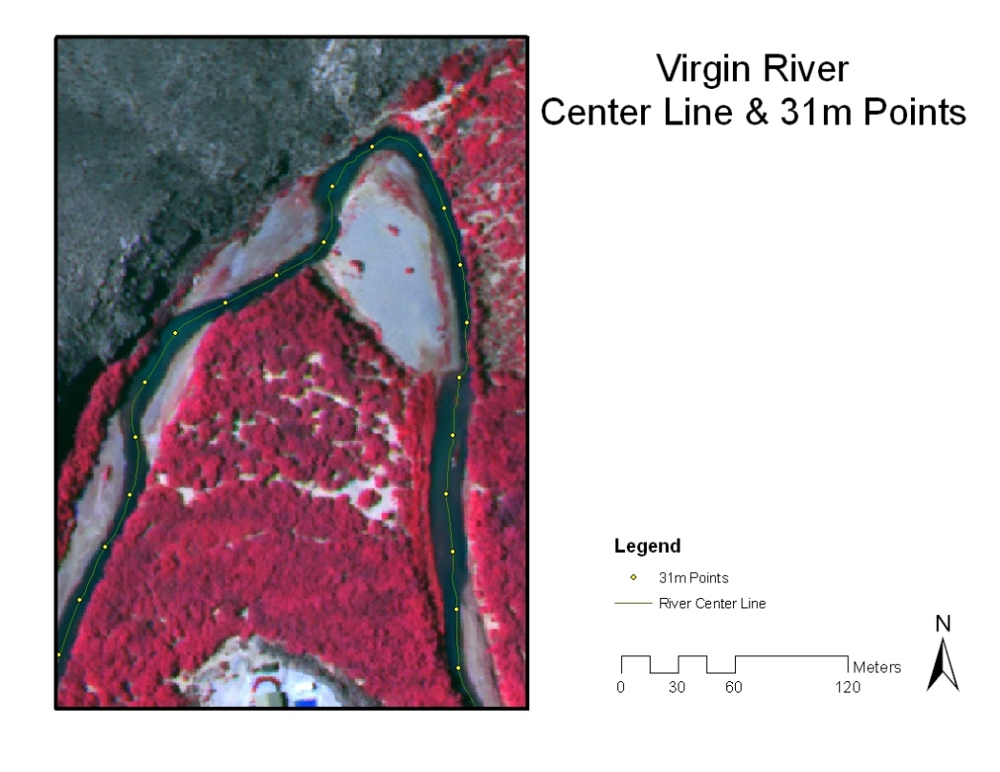 Virgin River
Center Line & 31m Points
Legend
31m Points
River Center Line
N
Meters
0 30 60 120